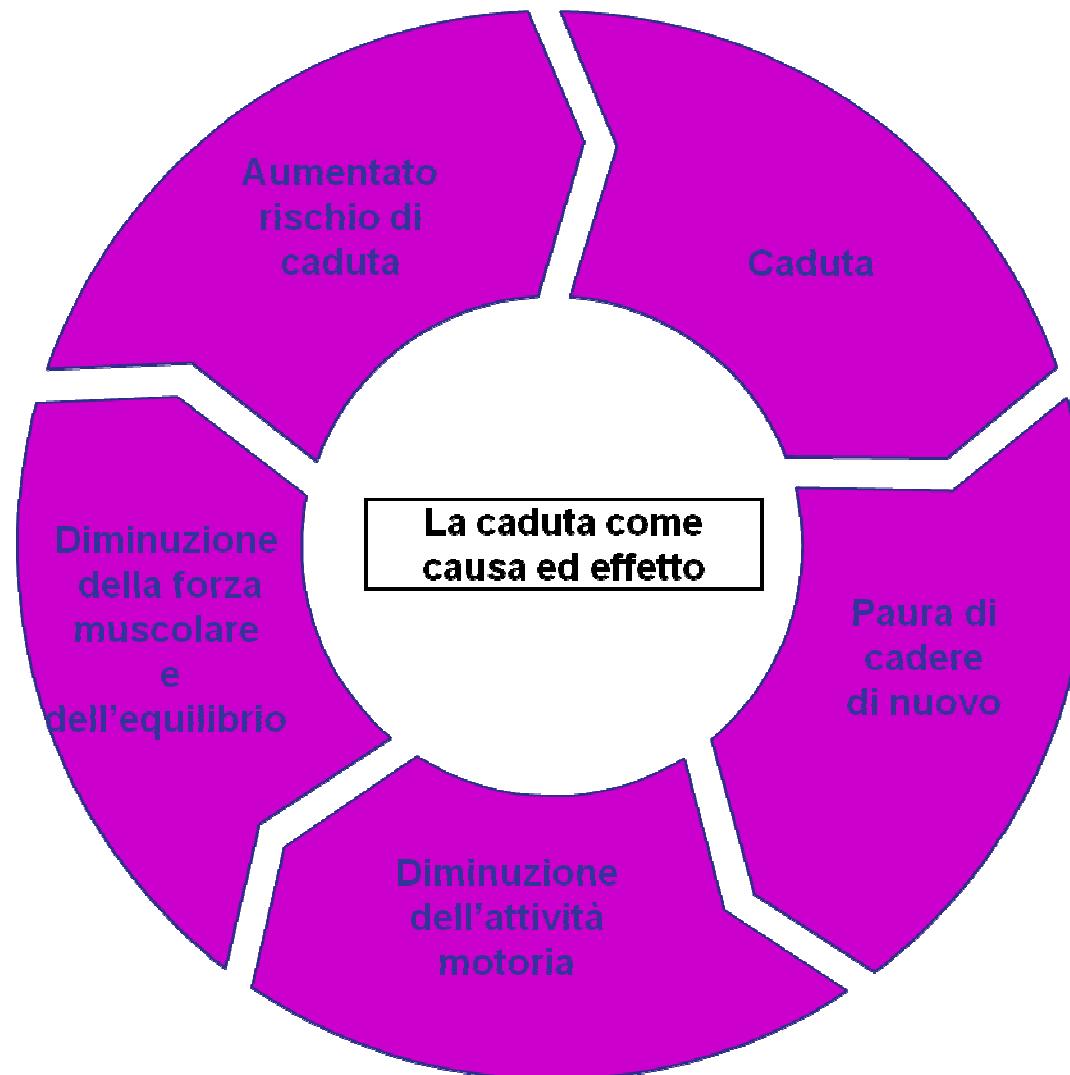 Aumentato
rischio di
caduta
Caduta
La caduta come
causa ed effetto
Paura di
cadere
di nuovo
Diminuzione
della forza
muscolare
e
dell’equilibrio
Diminuzione
dell’attività
motoria